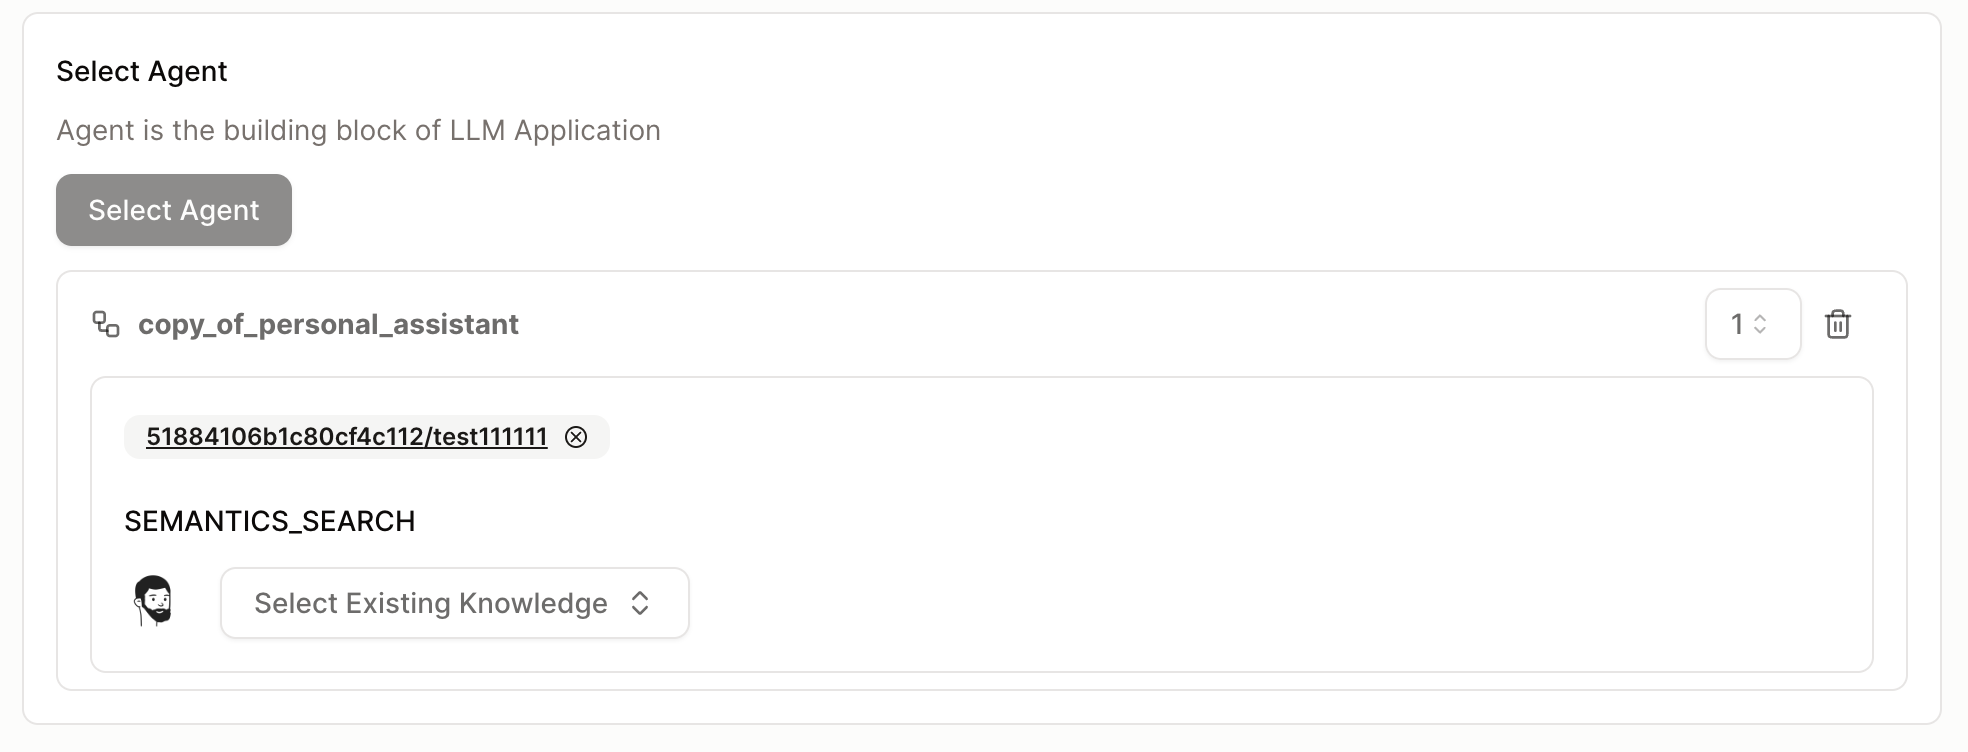 Select Agent
Agent is the building block of LLM Application
Select Agent
copy_of_personal_assistant
1
51884106b1c80cf4c112/test111111
SEMANTICS_SEARCH
Select Existing Knowledge